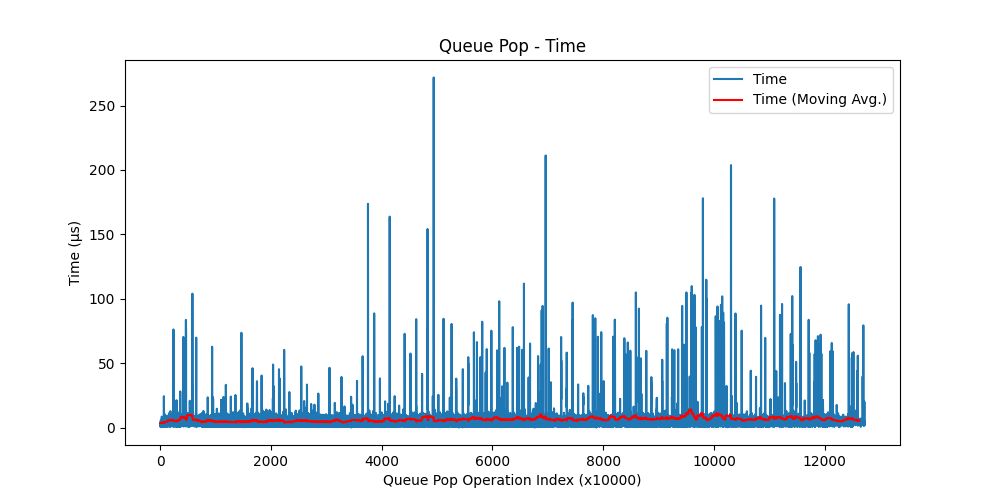 Queue Pop - Time
Time
Time (Moving Avg.)
Time (µs)
250
200
150
100
50
0
0 2000 4000 6000 8000 10000 12000
Queue Pop Operation Index (x10000)